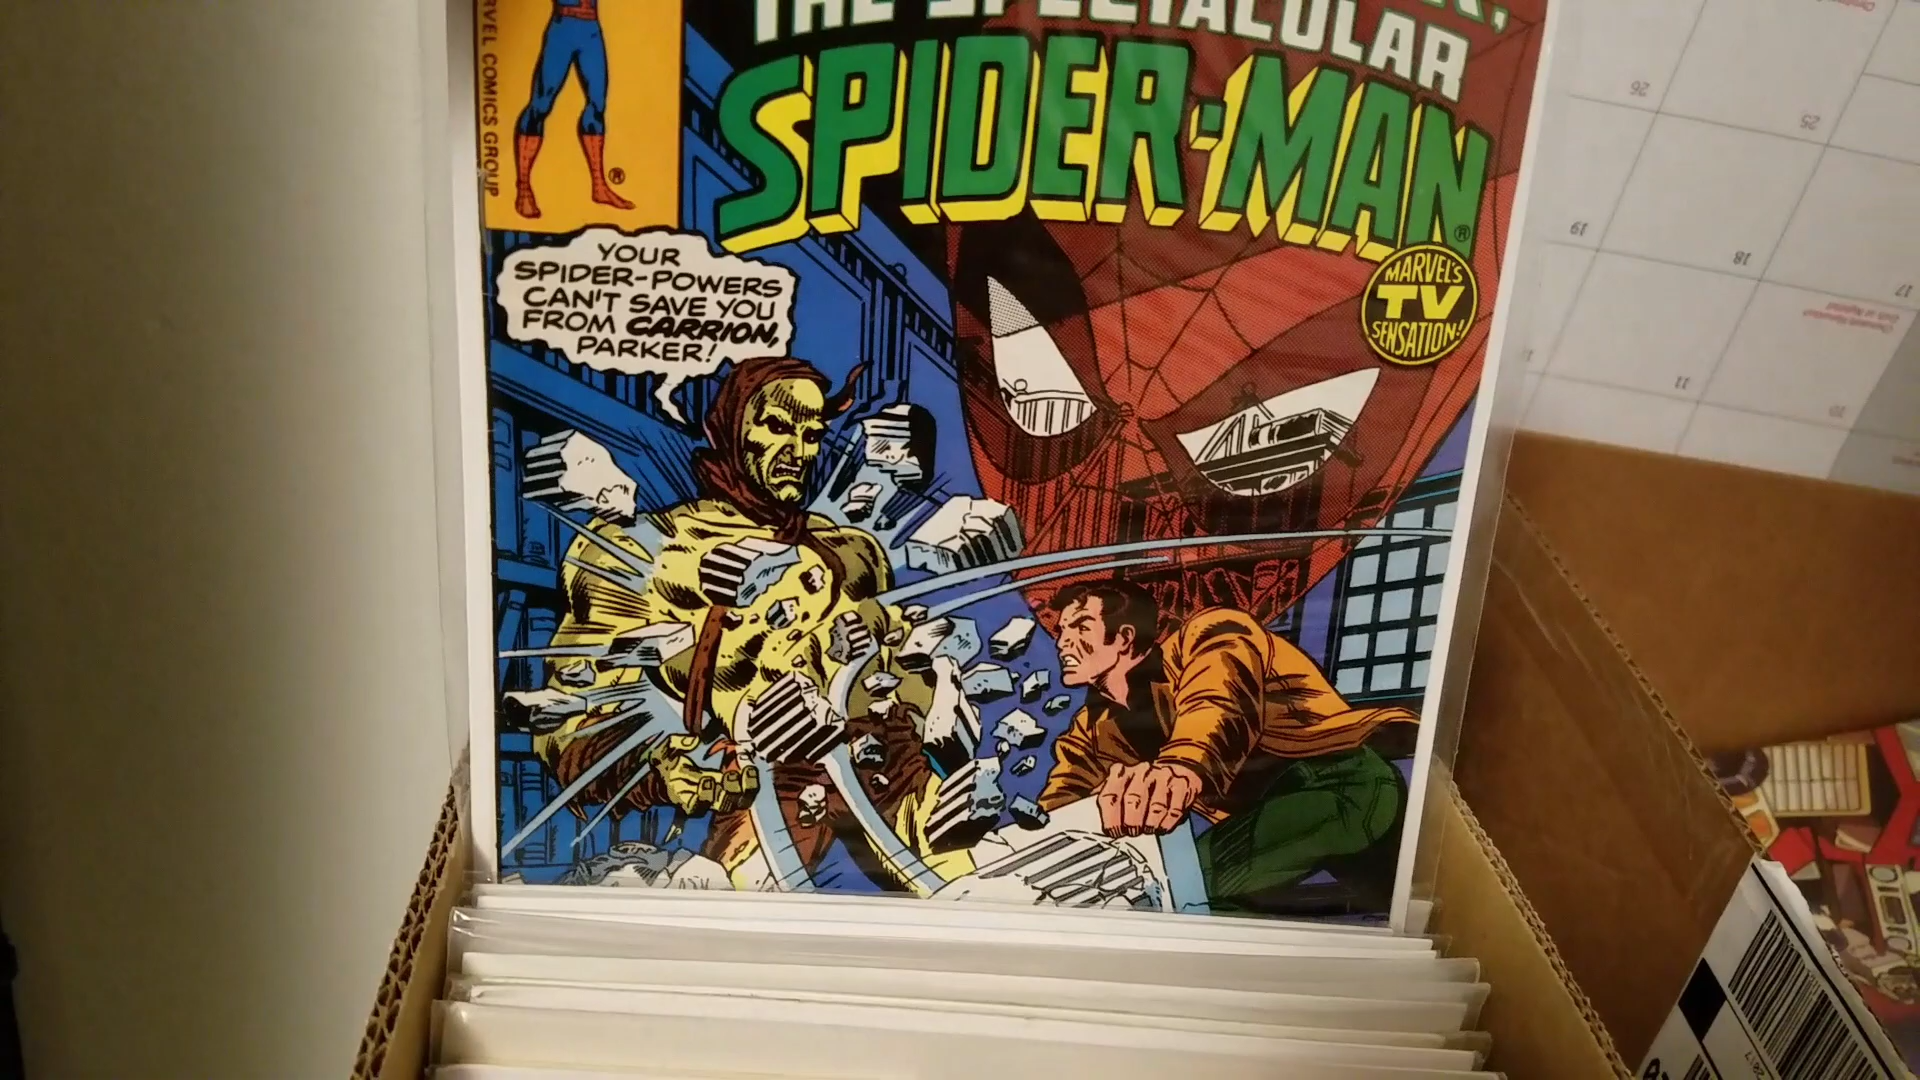 THE SPECTACULAR
SPIDER-MAN
®
®
MARVEL'S
TV
SENSATION!
VEL COMICS GROUP
YOUR
SPIDER-POWERS
CAN'T SAVE YOU
FROM CARRION,
PARKER!
26
25
19
18
17
11
10